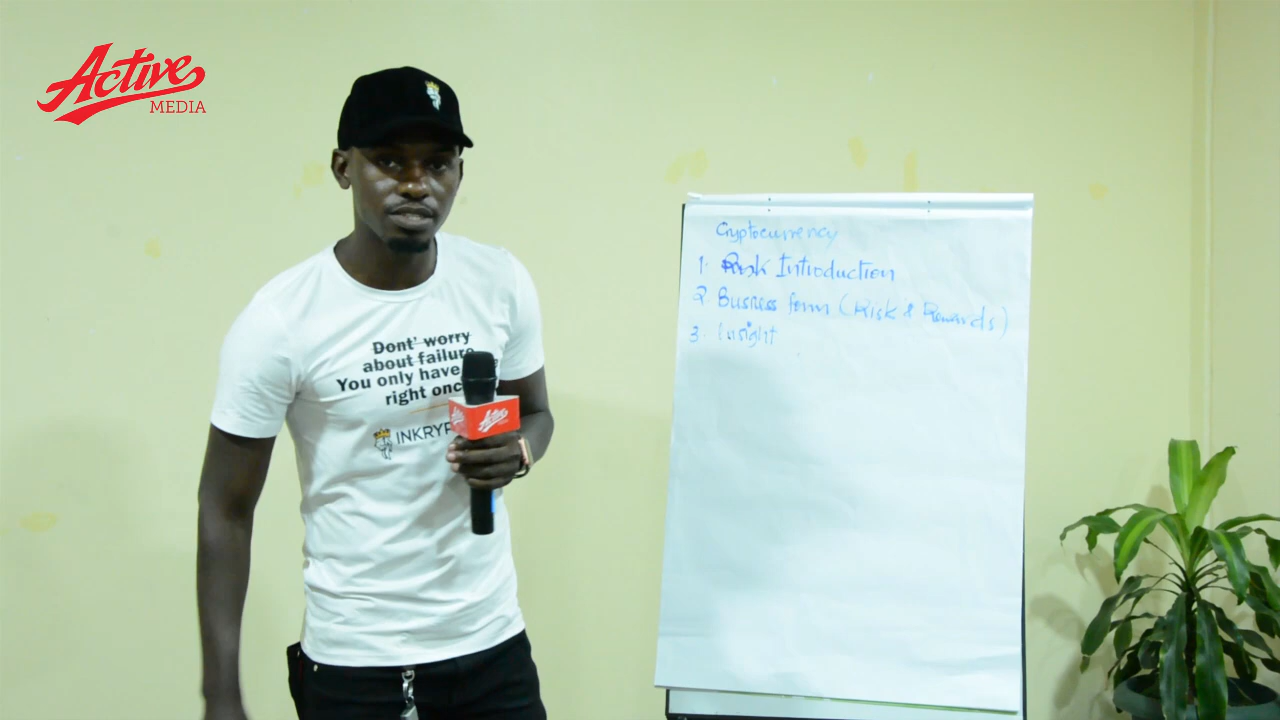 Active
MEDIA
Cryptocurrency
1. Risk Introduction
2 Business form (Risk & Rewards)
3. Insight
Dont' worry
about failure
You only have
right onc
INKRYP
Active